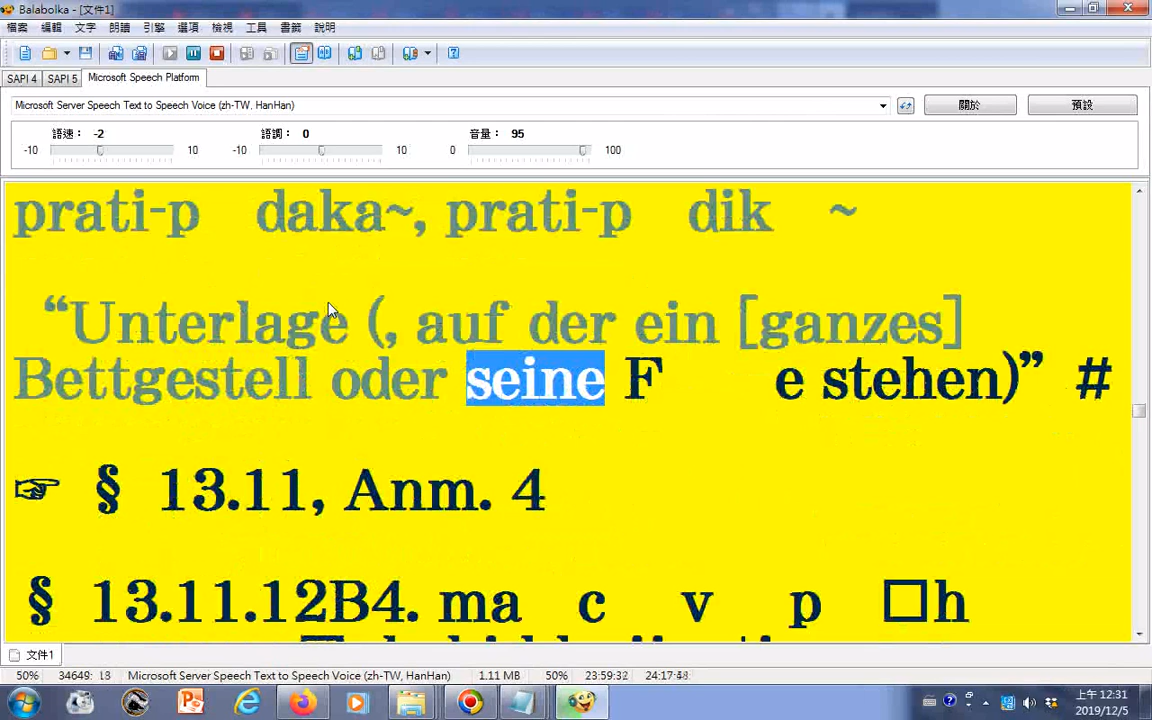 Balabolka - [文件1]
檔案 編輯 文字 朗讀 引擎 選項 檢視 工具 書籤 說明
SAPI 4 SAPI 5 Microsoft Speech Platform
Microsoft Server Speech Text to Speech Voice (zh-TW, HanHan) 關於 預設
語速： -2 語調： 0 音量： 95
-10 10 -10 10 0 100
prati-p daka~, prati-p dik ~
“Unterlage (, auf der ein [ganzes]
Bettgestell oder seine F e stehen)” #
☞ § 13.11, Anm. 4
§ 13.11.12B4. ma c v p □h
文件1
50% 34649: 13 Microsoft Server Speech Text to Speech Voice (zh-TW, HanHan) 1.11 MB 50% 23:59:32 24:17:48
上午 12:31
2019/12/5